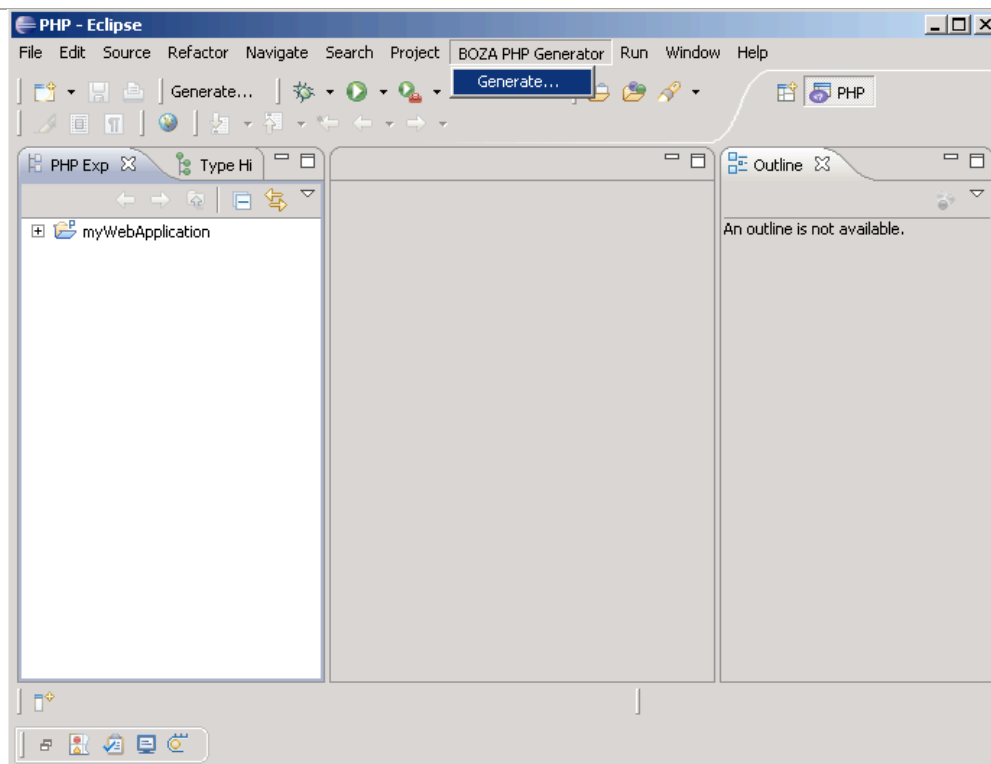 PHP - Eclipse
File Edit Source Refactor Navigate Search Project BOZA PHP Generator Run Window Help
Generate...
Generate...
PHP
PHP Exp
Type Hi
Outline
myWebApplication
An outline is not available.